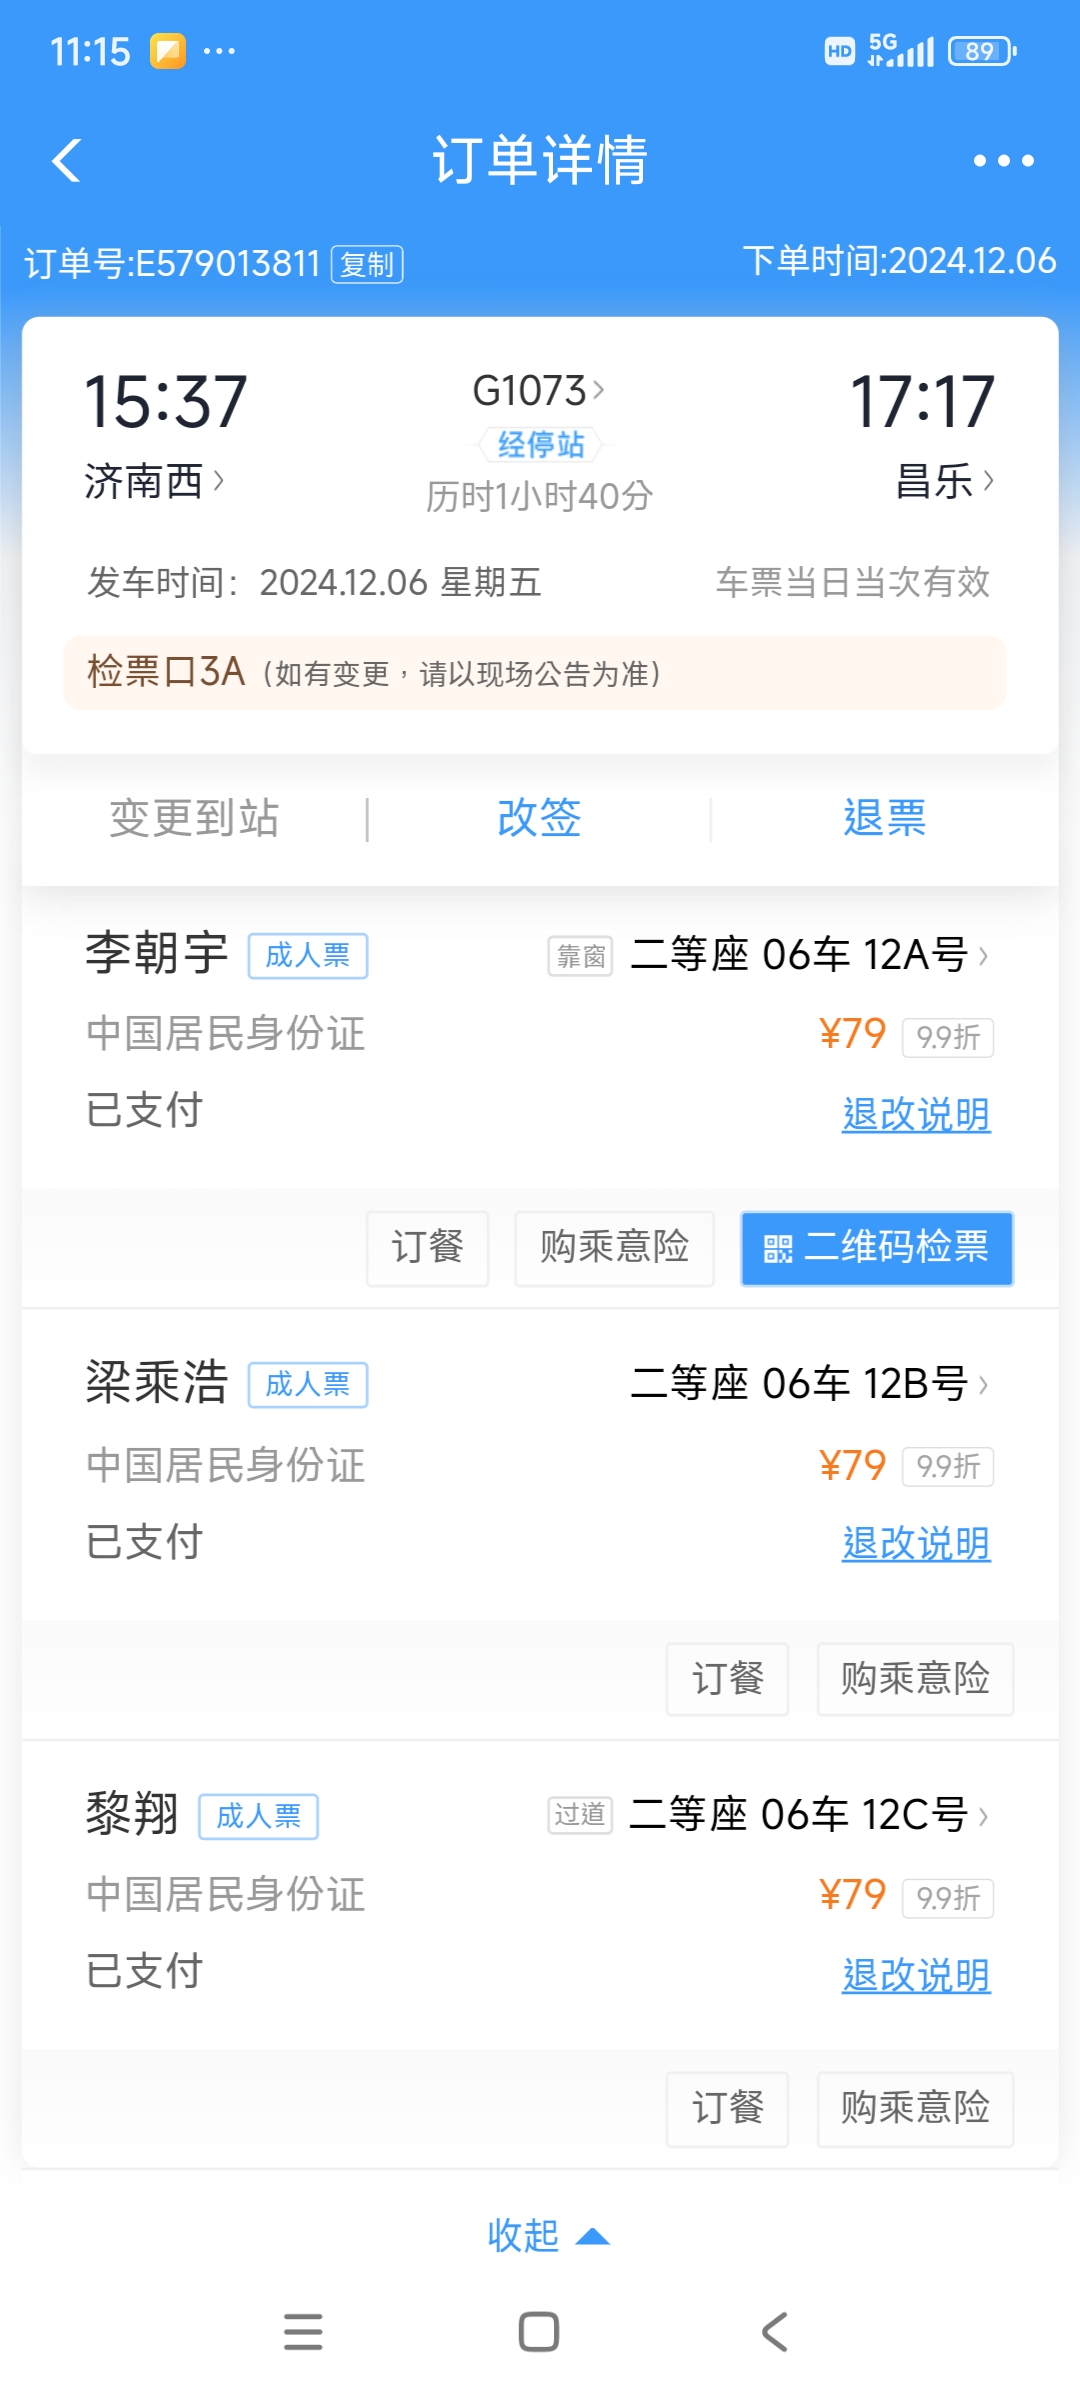 11:15 ··· HD 5G 89
订单详情
订单号:E579013811 复制 下单时间:2024.12.06
15:37 G1073 17:17
经停站
济南西 历时1小时40分 昌乐
发车时间：2024.12.06 星期五 车票当日当次有效
检票口3A（如有变更，请以现场公告为准）
变更到站 | 改签 | 退票
李朝宇 成人票 靠窗 二等座 06车 12A号
中国居民身份证 ¥79 9.9折
已支付 退改说明
订餐 购乘意险 二维码检票
梁乘浩 成人票 二等座 06车 12B号
中国居民身份证 ¥79 9.9折
已支付 退改说明
订餐 购乘意险
黎翔 成人票 过道 二等座 06车 12C号
中国居民身份证 ¥79 9.9折
已支付 退改说明
订餐 购乘意险
收起